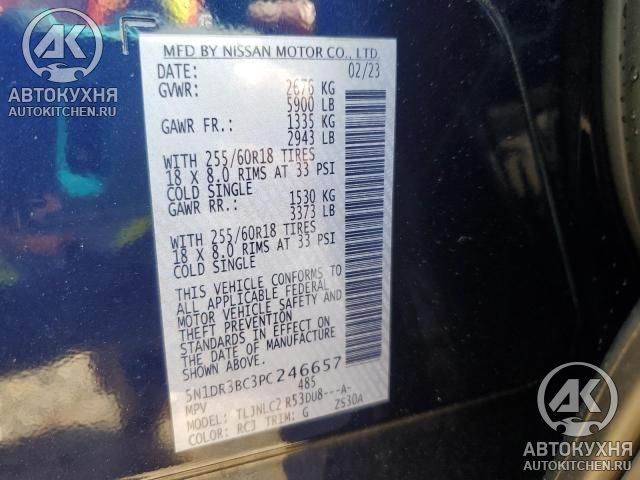 AK
АВТОКУХНЯ
AUTOKITCHEN.RU
MFD BY NISSAN MOTOR CO., LTD.
DATE: 02/23
GVWR: 2676 KG
5900 LB
GAWR FR.: 1335 KG
2943 LB
WITH 255/60R18 TIRES
18 X 8.0 RIMS AT 33 PSI
COLD SINGLE
GAWR RR.: 1530 KG
3373 LB
WITH 255/60R18 TIRES
18 X 8.0 RIMS AT 33 PSI
COLD SINGLE
THIS VEHICLE CONFORMS TO
ALL APPLICABLE FEDERAL
MOTOR VEHICLE SAFETY AND
THEFT PREVENTION
STANDARDS IN EFFECT ON
THE DATE OF MANUFACTURE
SHOWN ABOVE.
5N1DR3BC3PC246657
MPV 485
MODEL: TLJNLC2 R53DU8---A-
COLOR: RCJ TRIM: G ZS30A
AK
АВТОКУХНЯ
AUTOKITCHEN.RU